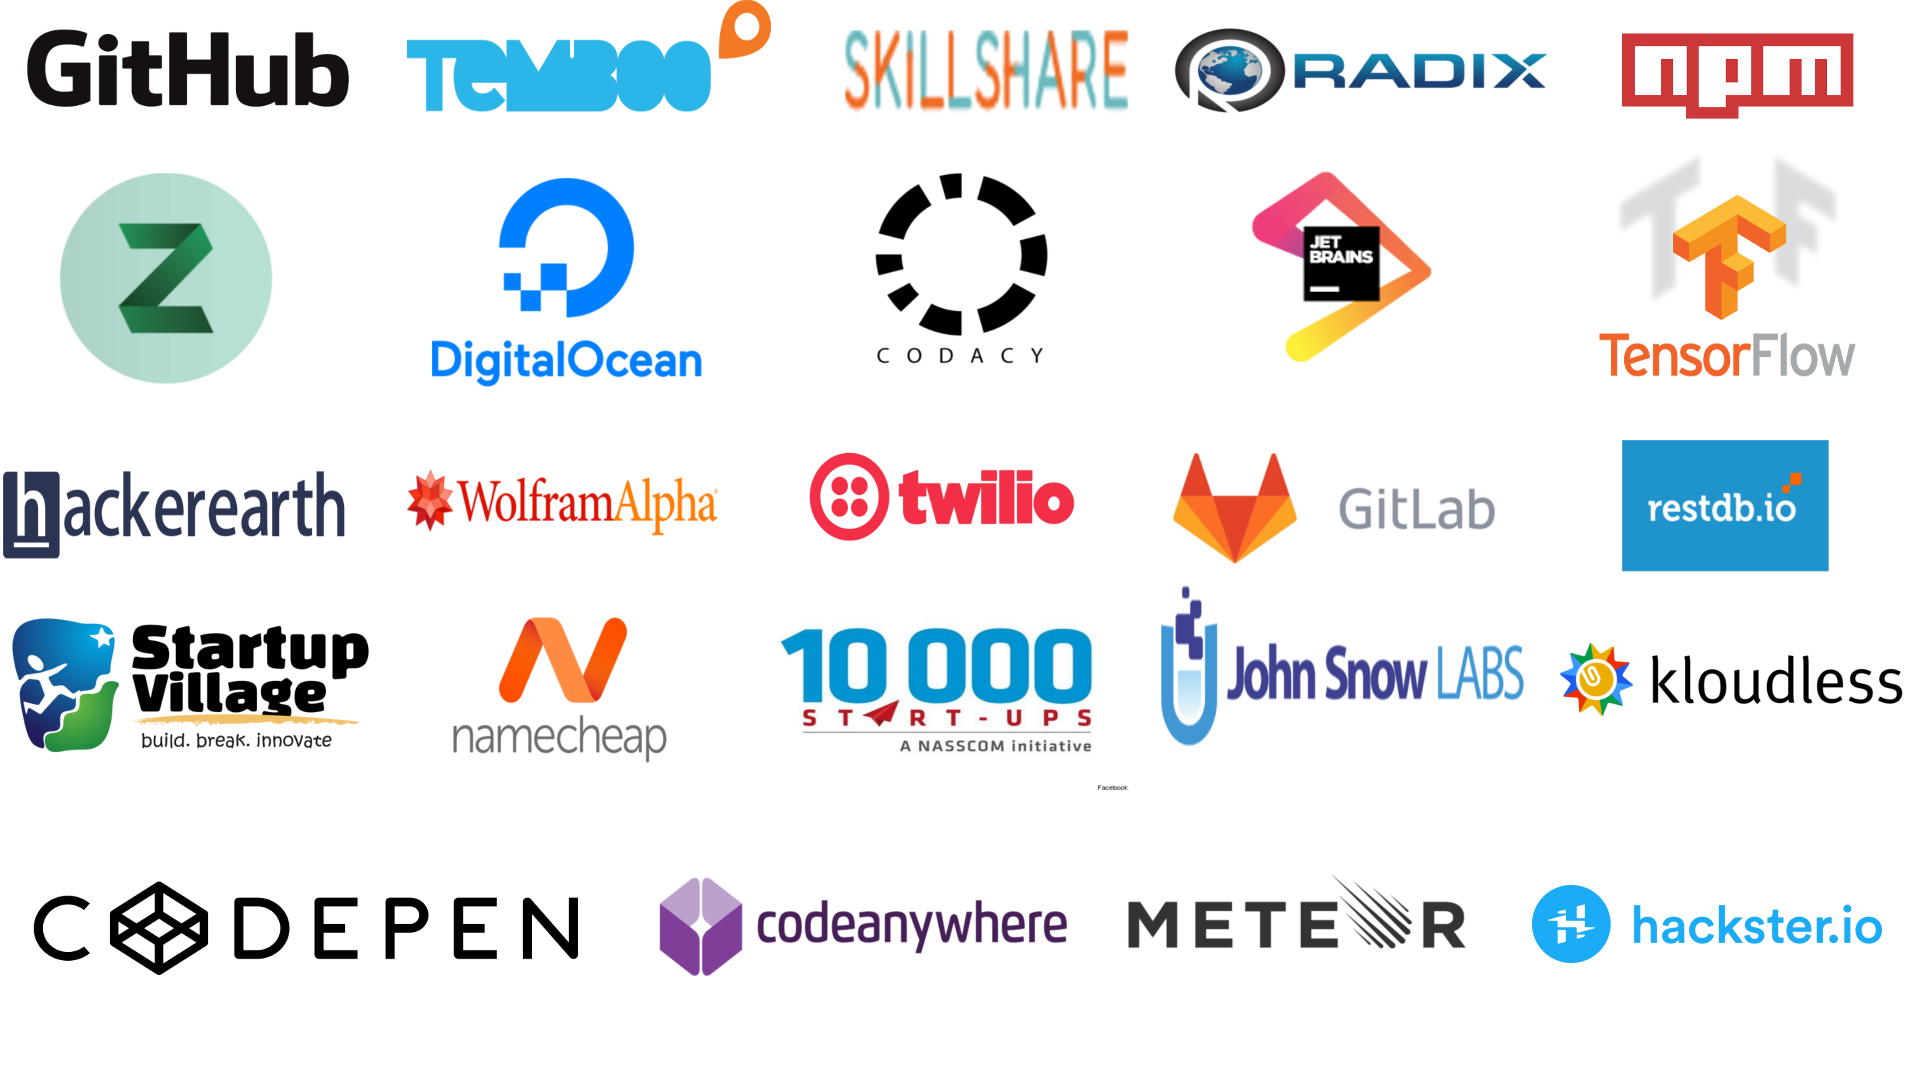 GitHub
TEMBOO
SKILLSHARE
RADIX
npm
Z
DigitalOcean
CODACY
JET
BRAINS
TF
TensorFlow
hackerearth
WolframAlpha
twilio
GitLab
restdb.io
Startup
Village
build. break. innovate
namecheap
10 000
START-UPS
A NASSCOM initiative
John Snow LABS
kloudless
Facebook.
CODEPEN
codeanywhere
METEOR
hackster.io